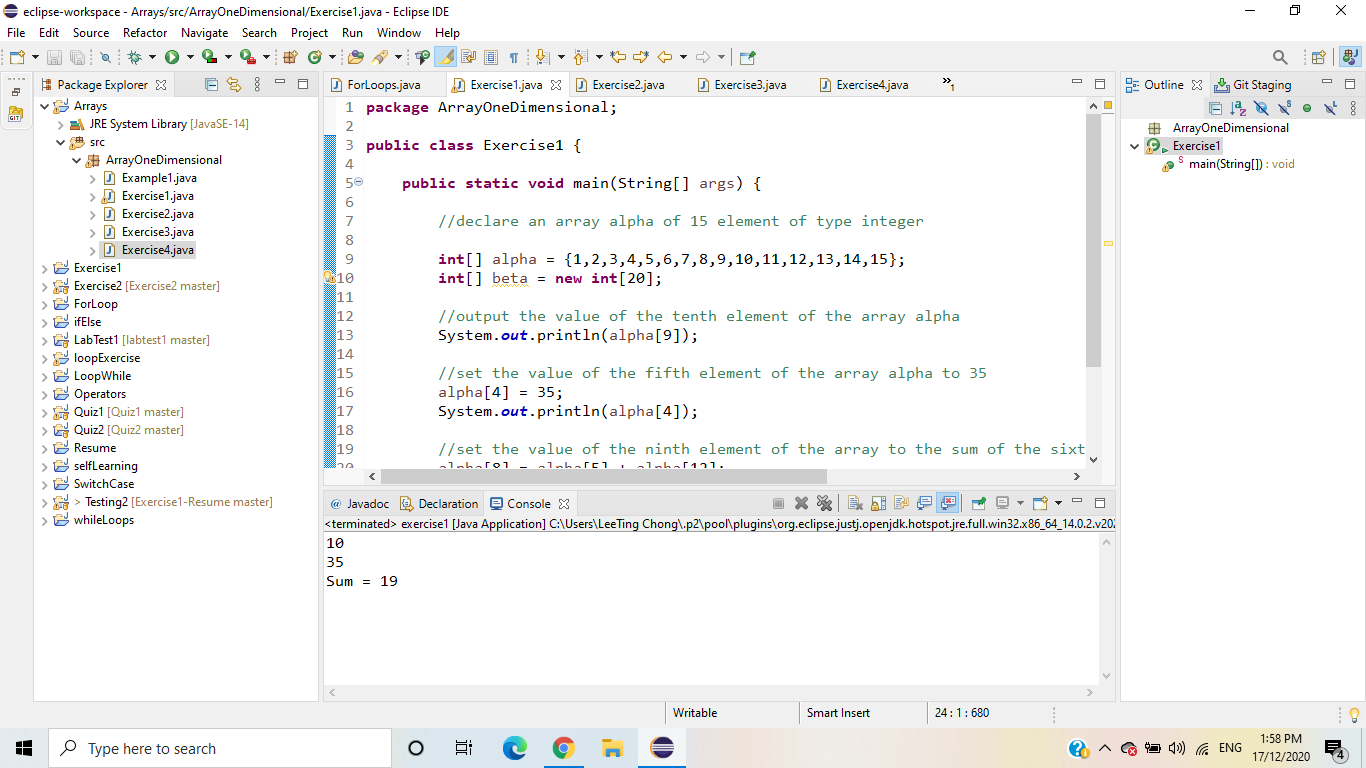 eclipse-workspace - Arrays/src/ArrayOneDimensional/Exercise1.java - Eclipse IDE
File Edit Source Refactor Navigate Search Project Run Window Help
Package Explorer
Arrays
JRE System Library [JavaSE-14]
src
ArrayOneDimensional
Example1.java
Exercise1.java
Exercise2.java
Exercise3.java
Exercise4.java
Exercise1
Exercise2 [Exercise2 master]
ForLoop
ifElse
LabTest1 [labtest1 master]
loopExercise
LoopWhile
Operators
Quiz1 [Quiz1 master]
Quiz2 [Quiz2 master]
Resume
selfLearning
SwitchCase
> Testing2 [Exercise1-Resume master]
whileLoops
ForLoops.java Exercise1.java Exercise2.java Exercise3.java Exercise4.java »1
1 package ArrayOneDimensional;
2
3 public class Exercise1 {
4
5 public static void main(String[] args) {
6
7 //declare an array alpha of 15 element of type integer
8
9 int[] alpha = {1,2,3,4,5,6,7,8,9,10,11,12,13,14,15};
10 int[] beta = new int[20];
11
12 //output the value of the tenth element of the array alpha
13 System.out.println(alpha[9]);
14
15 //set the value of the fifth element of the array alpha to 35
16 alpha[4] = 35;
17 System.out.println(alpha[4]);
18
19 //set the value of the ninth element of the array to the sum of the sixt
20 alpha[8] = alpha[5] + alpha[12];
Outline Git Staging
ArrayOneDimensional
Exercise1
main(String[]) : void
@ Javadoc Declaration Console
<terminated> exercise1 [Java Application] C:\Users\LeeTing Chong\.p2\pool\plugins\org.eclipse.justj.openjdk.hotspot.jre.full.win32.x86_64_14.0.2.v202
10
35
Sum = 19
Writable Smart Insert 24 : 1 : 680
Type here to search
ENG
1:58 PM
17/12/2020
4